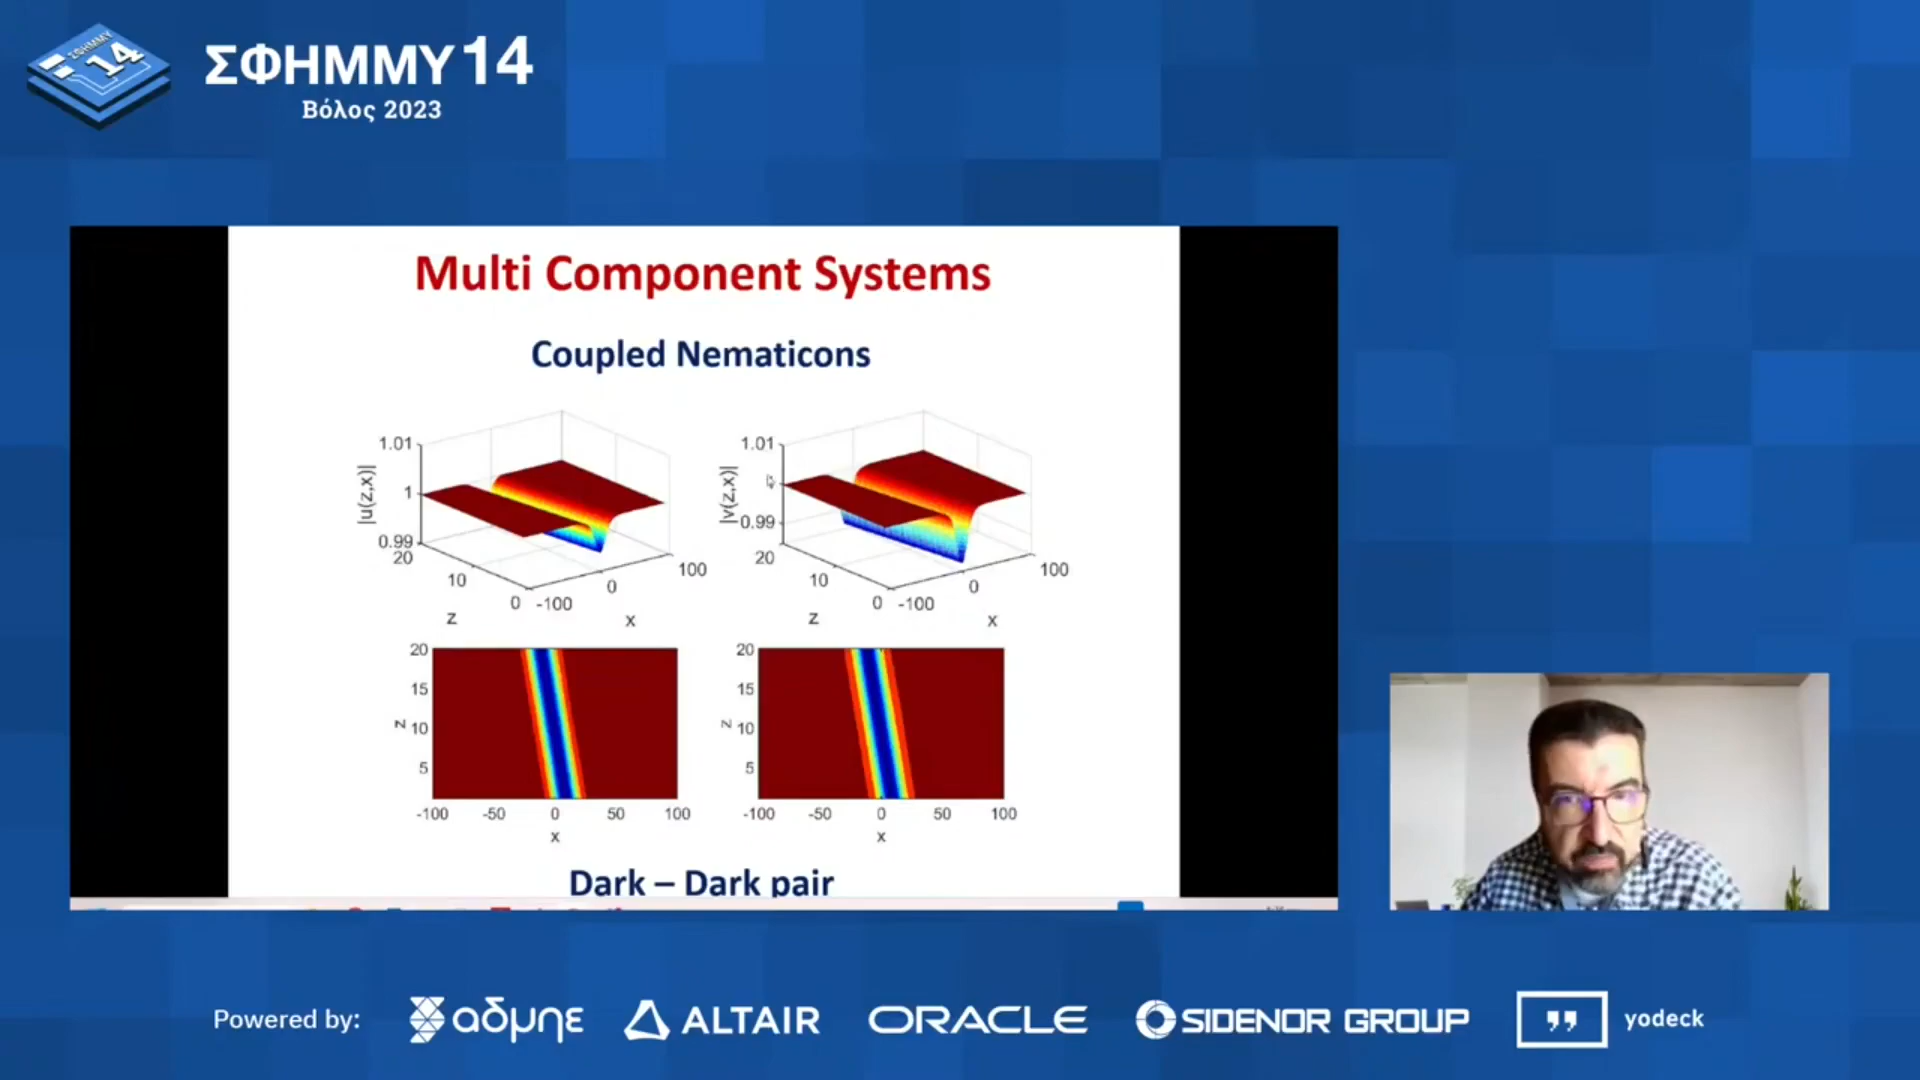 ΣΦΗΜΜΥ 14
ΣΦΗΜΜΥ 14
Βόλος 2023
Multi Component Systems
Coupled Nematicons
1.01
1
0.99
|u(z,x)|
20
10
0
z
-100
0
100
x
1.01
0.99
|v(z,x)|
20
10
0
z
-100
0
100
x
20
15
10
5
z
-100 -50 0 50 100
x
20
15
10
5
z
-100 -50 0 50 100
x
Dark – Dark pair
Powered by: αδμηε ALTAIR ORACLE SIDENOR GROUP yodeck